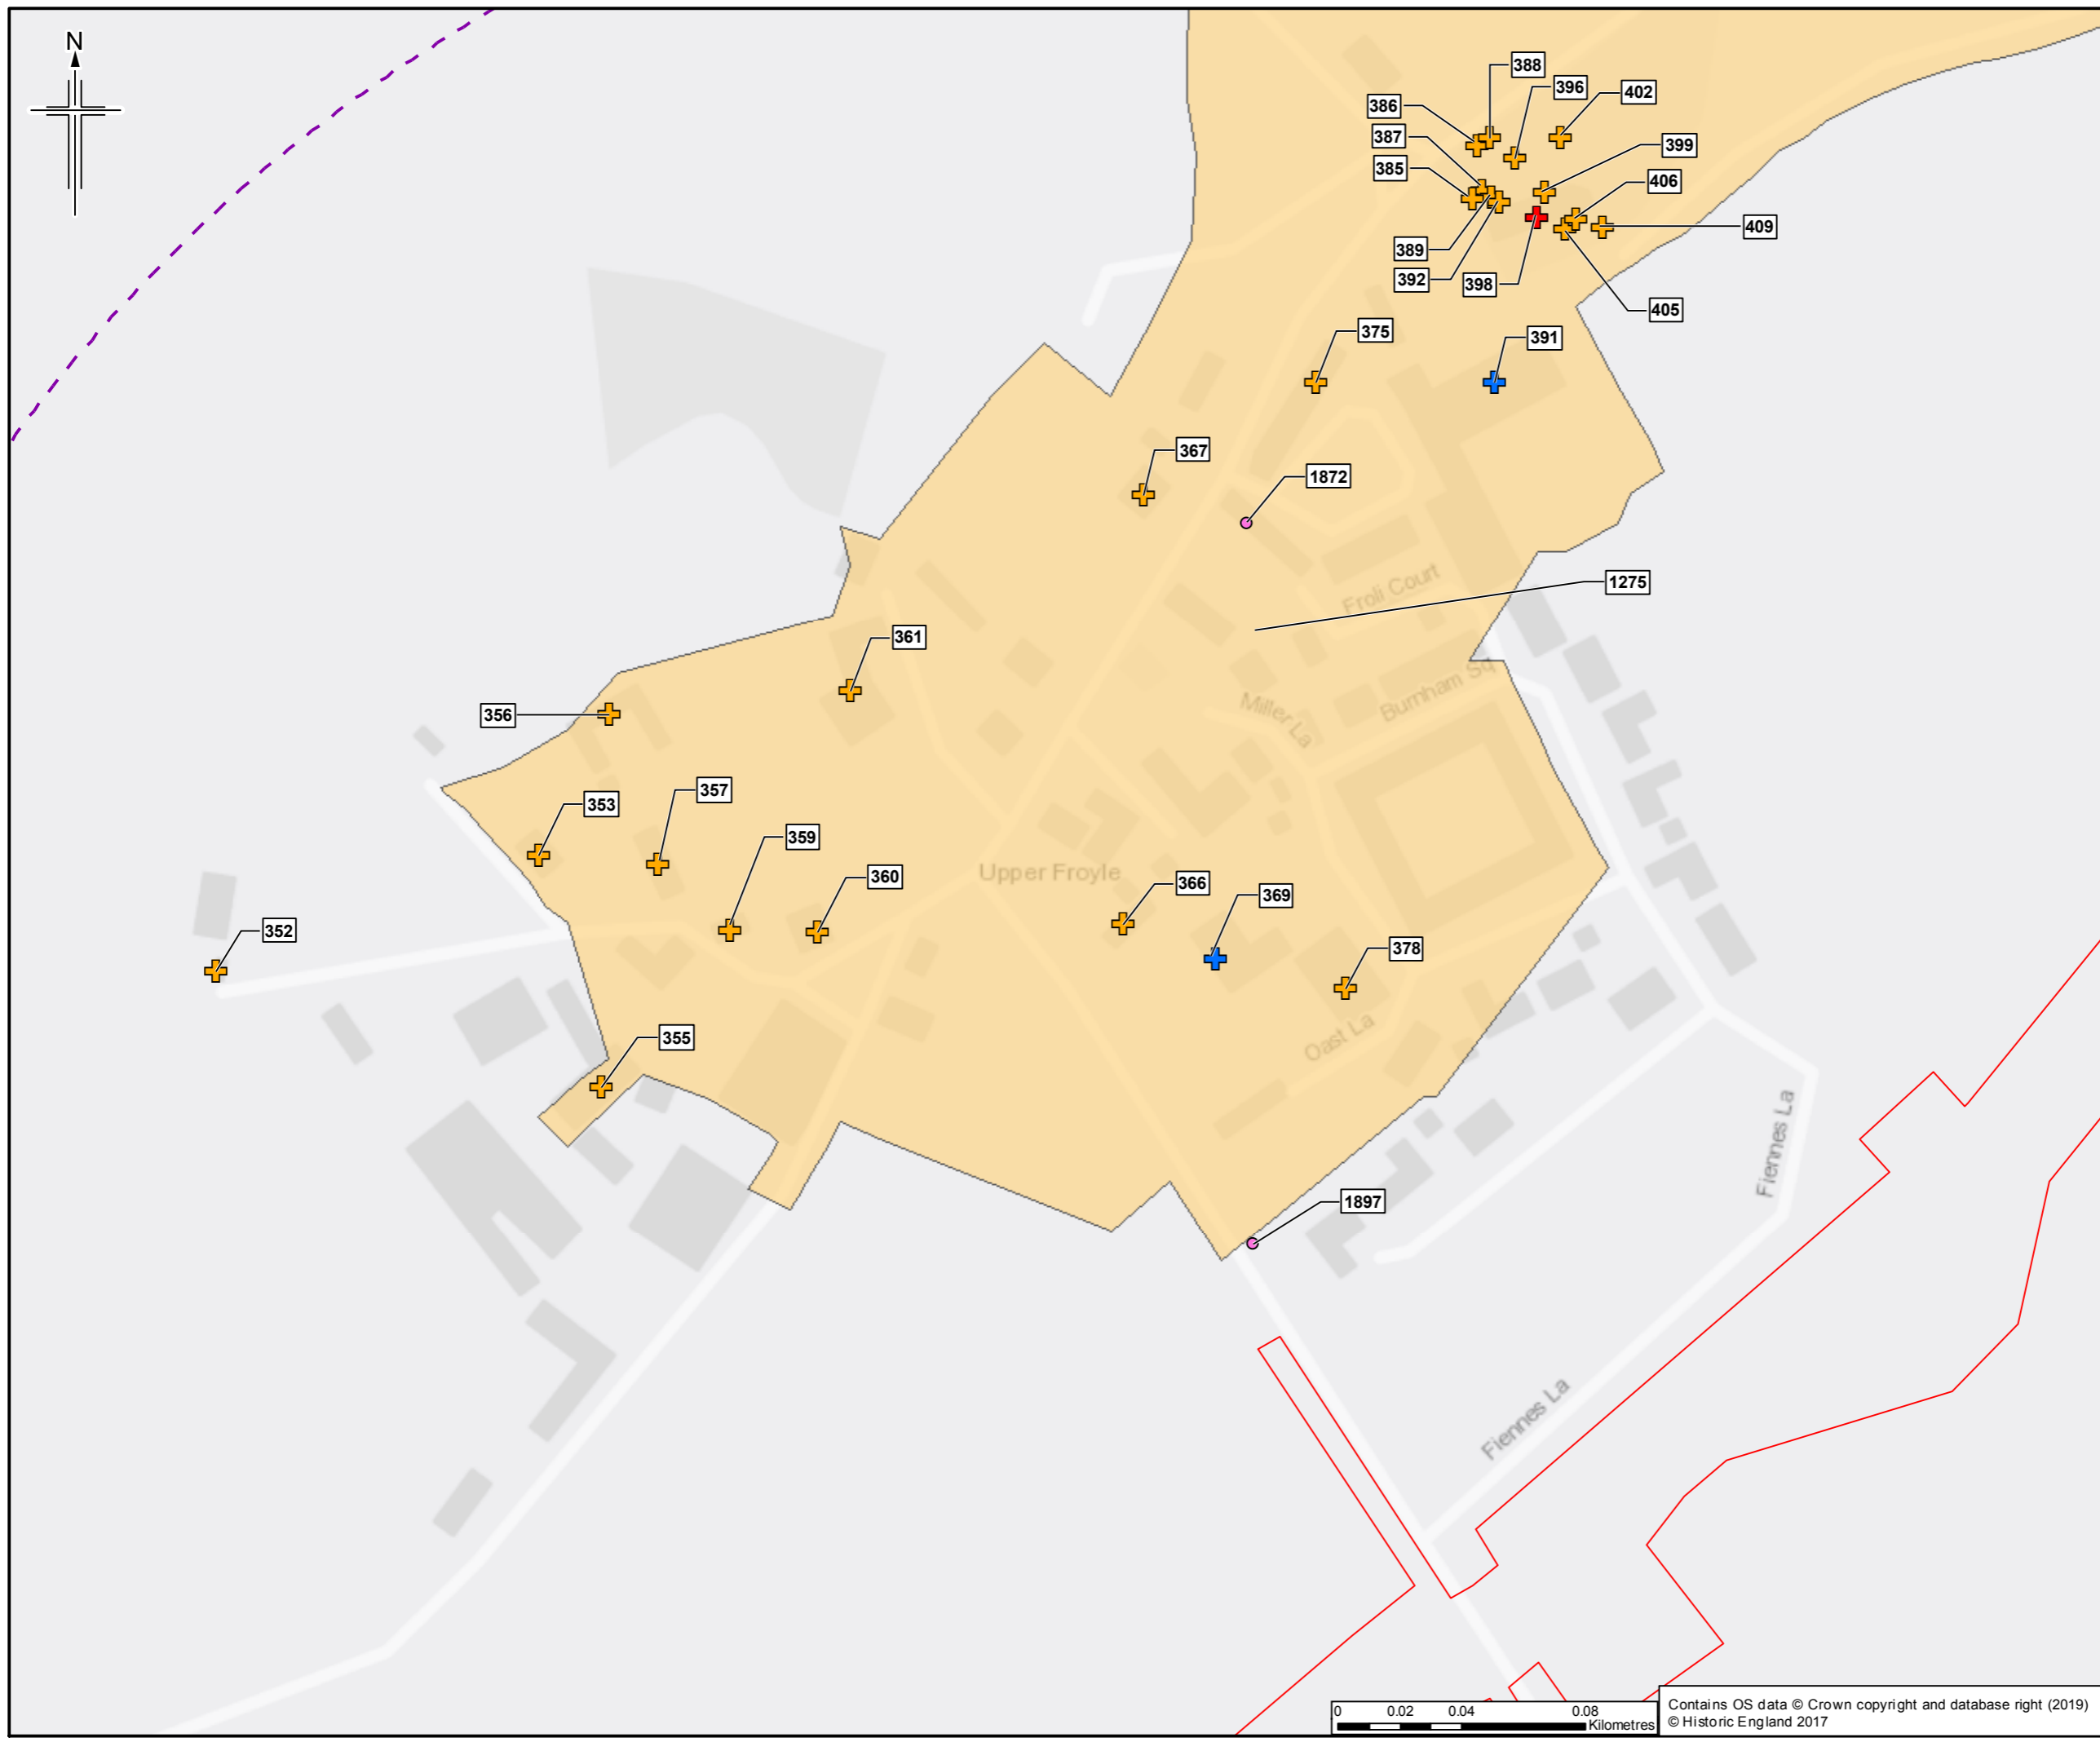 N
388
396
402
386
387
399
385
406
409
389
392
398
405
375
391
367
1872
Froli Court
1275
361
Miller La
Burnham Sq
356
357
353
359
Upper Froyle
360
366
369
352
378
Oast La
355
Fiennes La
1897
Fiennes La
0 0.02 0.04 0.08
Kilometres
Contains OS data © Crown copyright and database right (2019)
© Historic England 2017